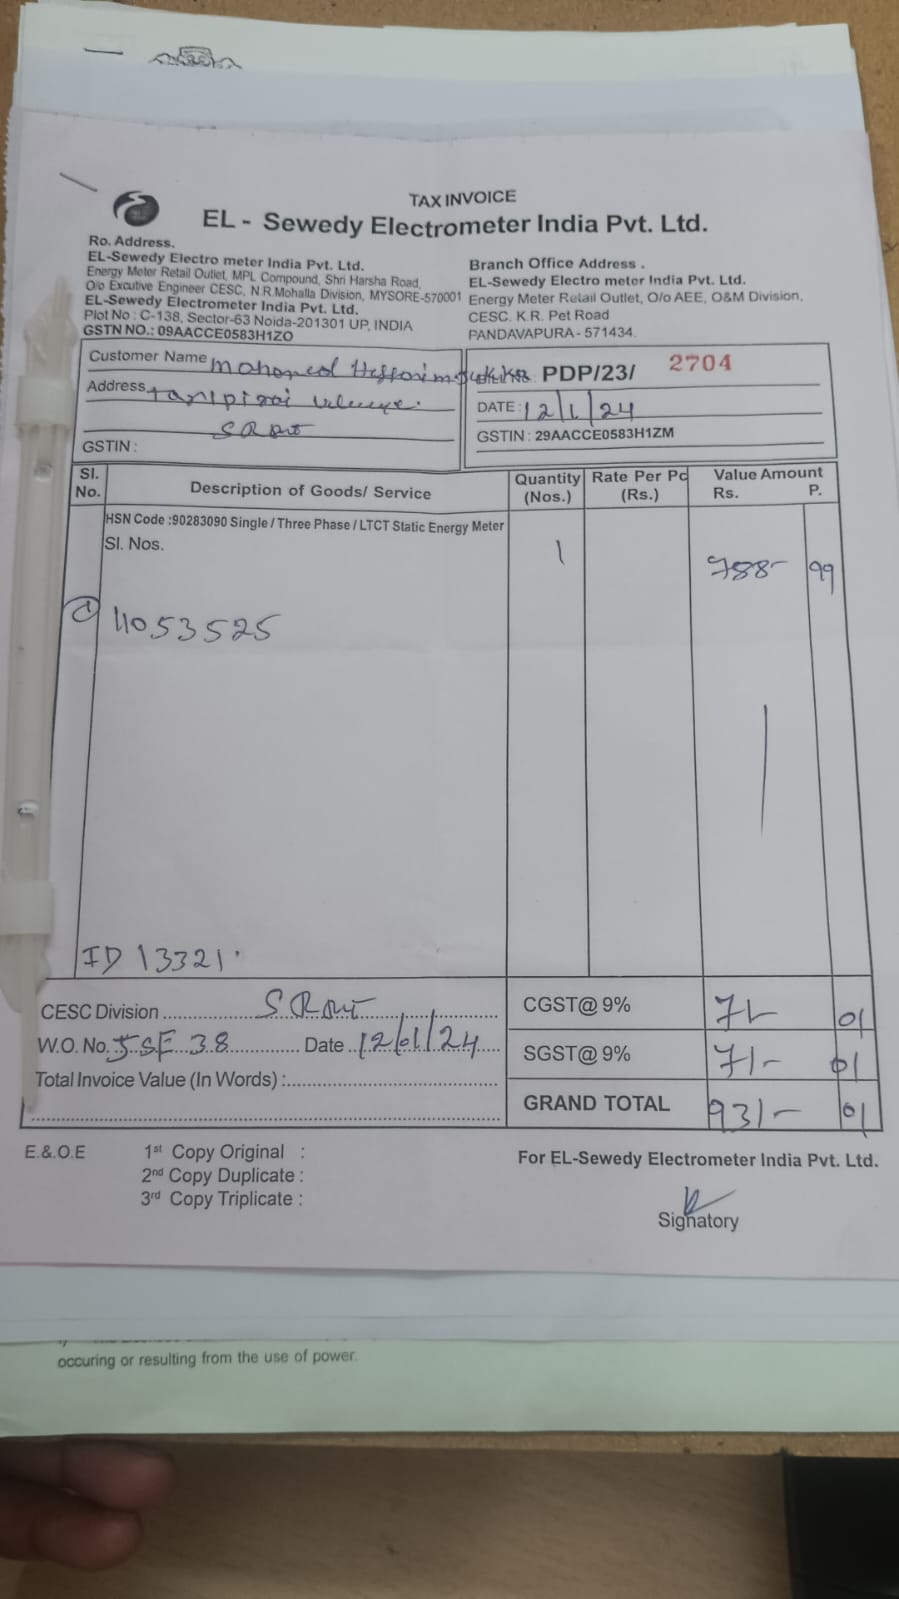 TAX INVOICE
EL - Sewedy Electrometer India Pvt. Ltd.
Ro. Address.
EL-Sewedy Electro meter India Pvt. Ltd.
Energy Meter Retail Outlet, MPL Compound, Shri Harsha Road,
O/o Excutive Engineer CESC, N.R.Mohalla Division, MYSORE-570001
EL-Sewedy Electrometer India Pvt. Ltd.
Plot No : C-138, Sector-63 Noida-201301 UP, INDIA
GSTN NO.: 09AACCE0583H1ZO
Branch Office Address .
EL-Sewedy Electro meter India Pvt. Ltd.
Energy Meter Retail Outlet, O/o AEE, O&M Division,
CESC. K.R. Pet Road
PANDAVAPURA - 571434.
Customer Name
Address
GSTIN :
PDP/23/ 2704
DATE : 12/1/24
GSTIN : 29AACCE0583H1ZM
Sl. No. Description of Goods/ Service Quantity (Nos.) Rate Per Pc (Rs.) Value Amount Rs. P.
HSN Code :90283090 Single / Three Phase / LTCT Static Energy Meter
Sl. Nos. 1 788- 99
1 11053525
ID 13321.
CESC Division
W.O. No. Date 12/01/24
Total Invoice Value (In Words) :
CGST@ 9% 71- 01
SGST@ 9% 71- 01
GRAND TOTAL 931- 01
E.&.O.E
1st Copy Original :
2nd Copy Duplicate :
3rd Copy Triplicate :
For EL-Sewedy Electrometer India Pvt. Ltd.
Signatory
occuring or resulting from the use of power.